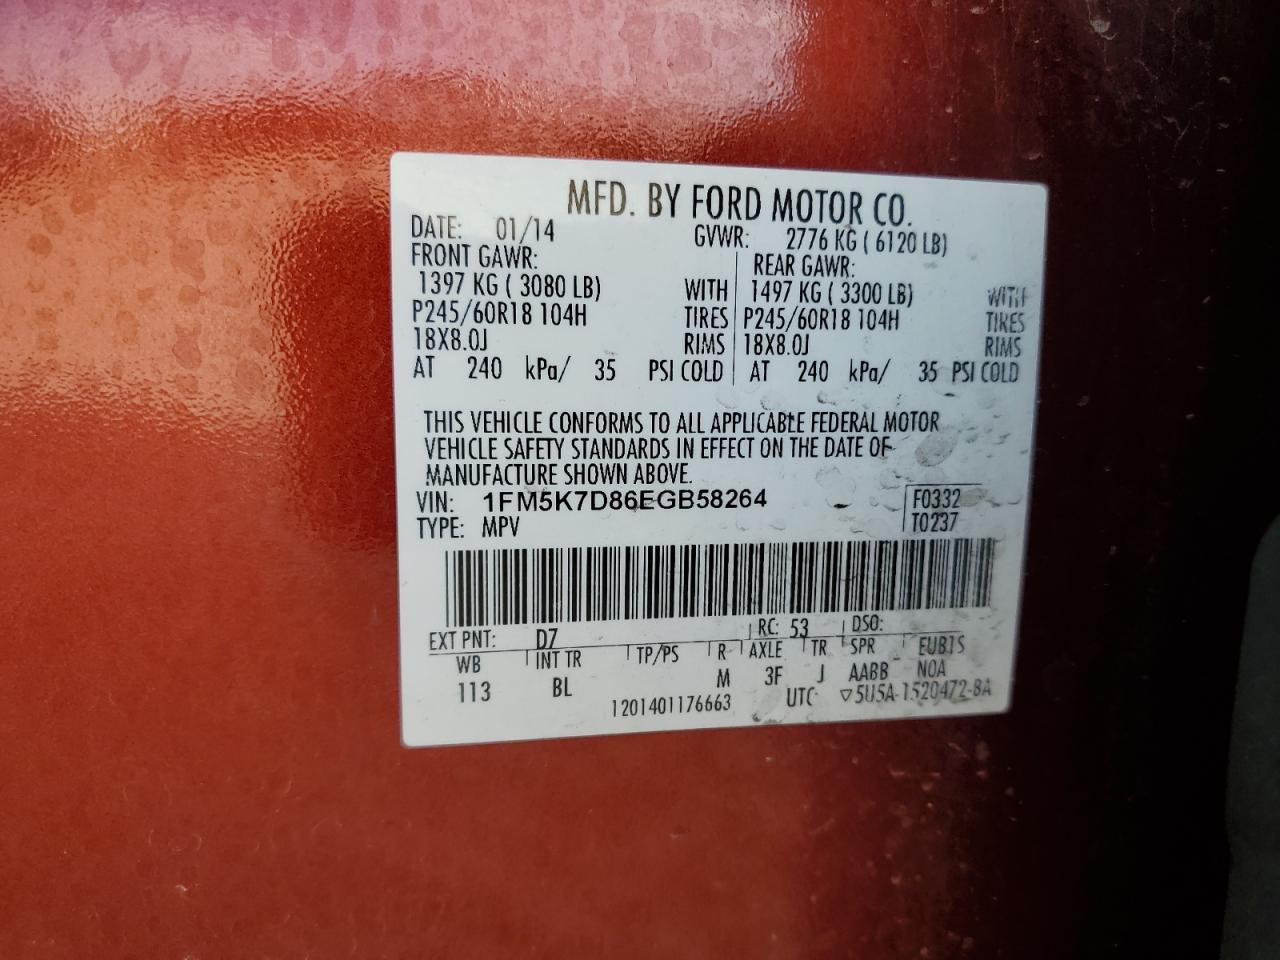 MFD. BY FORD MOTOR CO.
DATE: 01/14 GVWR: 2776 KG ( 6120 LB)
FRONT GAWR: REAR GAWR:
1397 KG ( 3080 LB) WITH 1497 KG ( 3300 LB) WITH
P245/60R18 104H TIRES P245/60R18 104H TIRES
18X8.0J RIMS 18X8.0J RIMS
AT 240 kPa/ 35 PSI COLD AT 240 kPa/ 35 PSI COLD
THIS VEHICLE CONFORMS TO ALL APPLICABLE FEDERAL MOTOR
VEHICLE SAFETY STANDARDS IN EFFECT ON THE DATE OF
MANUFACTURE SHOWN ABOVE.
VIN: 1FM5K7D86EGB58264 F0332
TYPE: MPV T0237
EXT PNT: D7 RC: 53 DSO:
WB INT TR TP/PS R AXLE TR SPR EUB1S
113 BL M 3F J AABB NOA
1201401176663 UTC ▽5U5A-1520472-BA